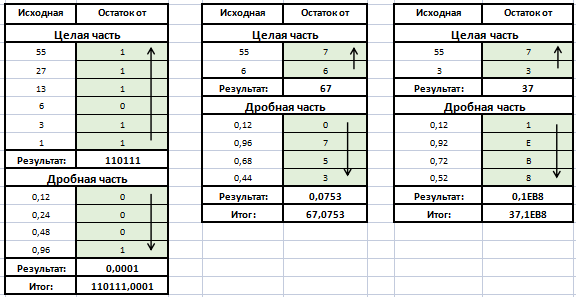 Исходная Остаток от
Целая часть
55 1
27 1
13 1
6 0
3 1
1 1
Результат: 110111
Дробная часть
0,12 0
0,24 0
0,48 0
0,96 1
Результат: 0,0001
Итог: 110111,0001
Исходная Остаток от
Целая часть
55 7
6 6
Результат: 67
Дробная часть
0,12 0
0,96 7
0,68 5
0,44 3
Результат: 0,0753
Итог: 67,0753
Исходная Остаток от
Целая часть
55 7
3 3
Результат: 37
Дробная часть
0,12 1
0,92 E
0,72 B
0,52 8
Результат: 0,1EB8
Итог: 37,1EB8